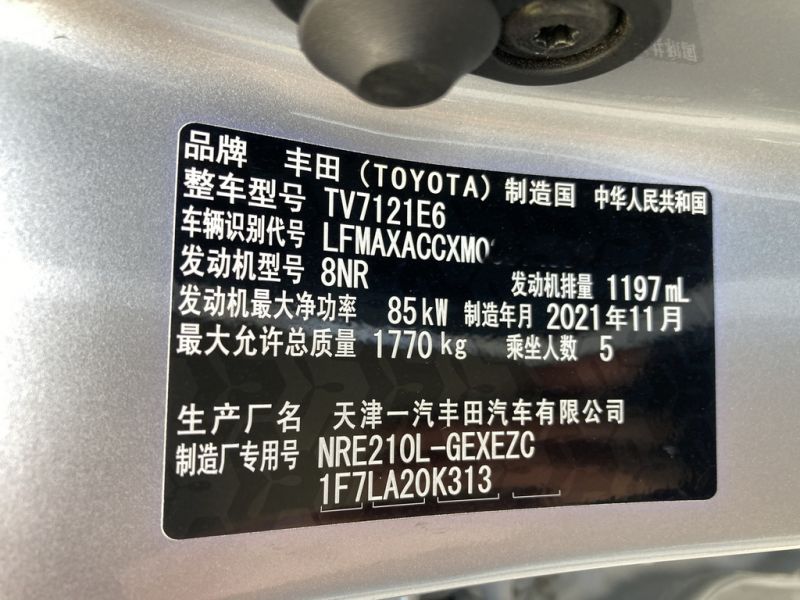 品牌 丰田（TOYOTA）制造国 中华人民共和国
整车型号 TV7121E6
车辆识别代号 LFMAXACCXM0
发动机型号 8NR 发动机排量 1197mL
发动机最大净功率 85kW 制造年月 2021年11月
最大允许总质量 1770kg 乘坐人数 5
生产厂名 天津一汽丰田汽车有限公司
制造厂专用号 NRE210L-GEXEZC
1F7LA20K313